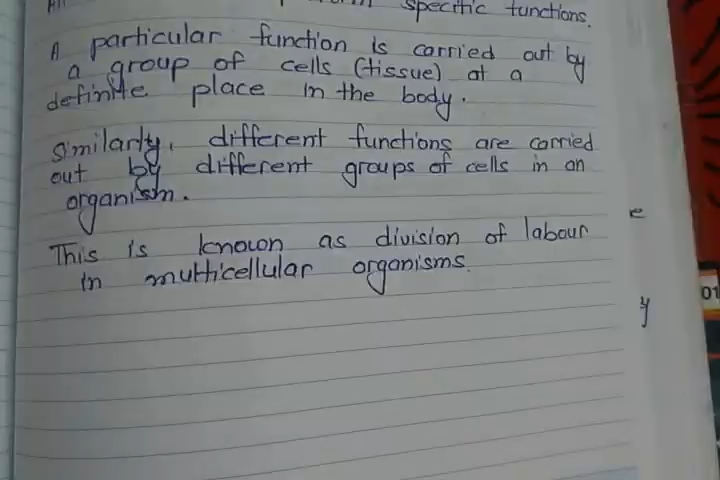 All specific functions.
A particular function is carried out by
a group of cells (tissue) at a
definite place in the body.
Similarly, different functions are carried
out by different groups of cells in an
organism.
This is known as division of labour
in multicellular organisms.
e
y
01